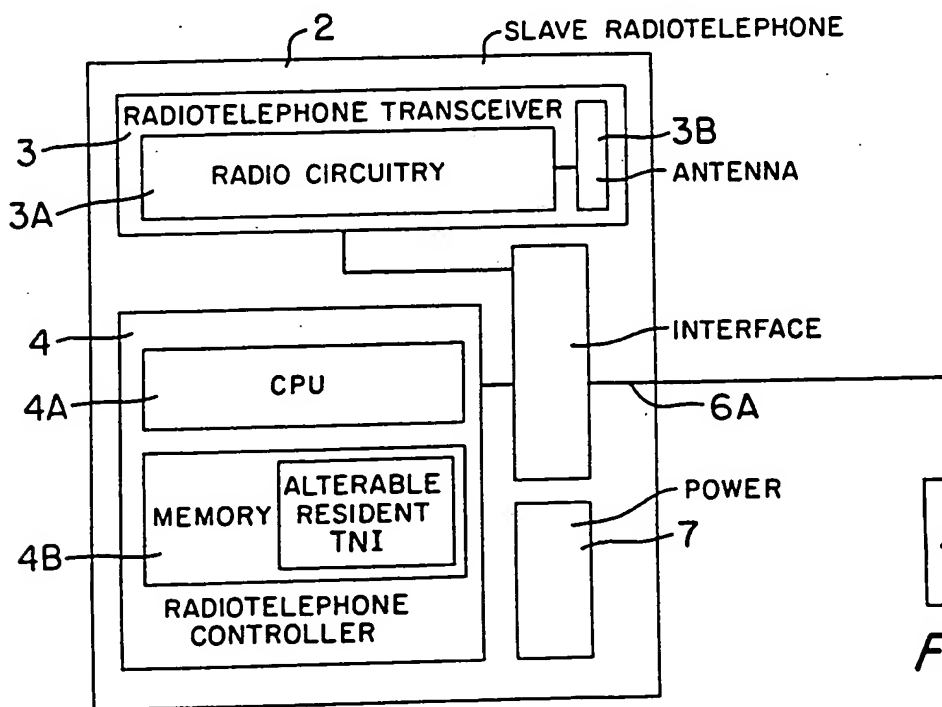 2
SLAVE RADIOTELEPHONE
RADIOTELEPHONE TRANSCEIVER
3
3B
RADIO CIRCUITRY
ANTENNA
3A
4
INTERFACE
CPU
4A
6A
POWER
ALTERABLE
MEMORY
RESIDENT
TNI
7
4B
RADIOTELEPHONE
CONTROLLER
F